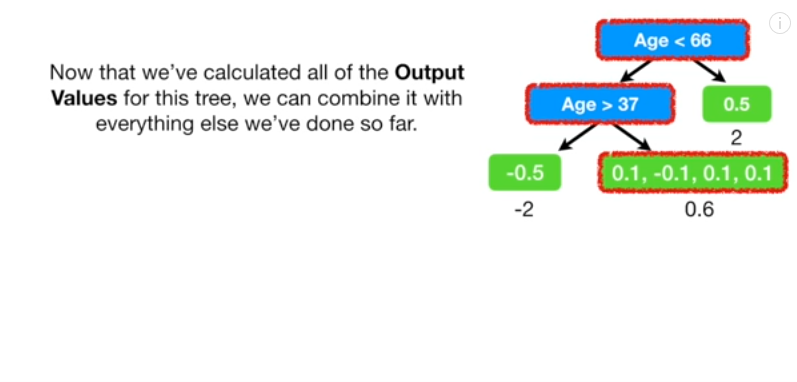 Now that we've calculated all of the Output
Values for this tree, we can combine it with
everything else we've done so far.
Age < 66
Age > 37
0.5
2
-0.5
0.1, -0.1, 0.1, 0.1
-2
0.6